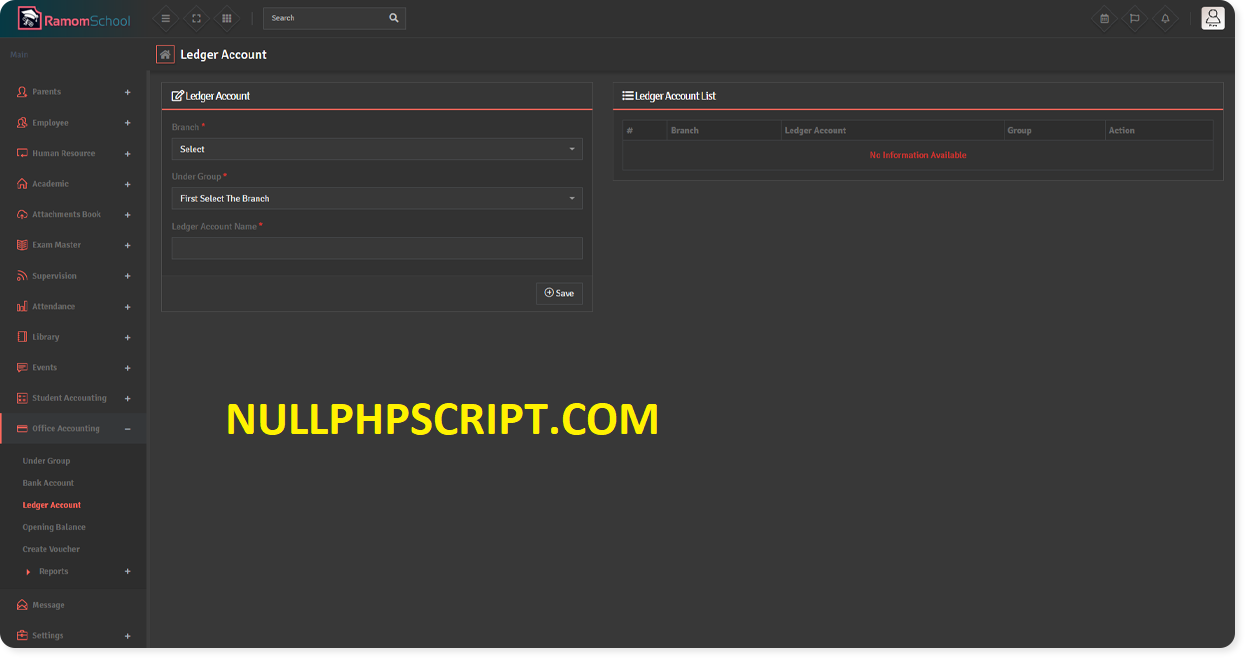 RamomSchool
Search
Main
Ledger Account
Parents +
Employee +
Human Resource +
Academic +
Attachments Book +
Exam Master +
Supervision +
Attendance +
Library +
Events +
Student Accounting +
Office Accounting −
Under Group
Bank Account
Ledger Account
Opening Balance
Create Voucher
Reports +
Message
Settings +
Ledger Account
Branch *
Select
Under Group *
First Select The Branch
Ledger Account Name *
Save
Ledger Account List
# Branch Ledger Account Group Action
No Information Available
NULLPHPSCRIPT.COM